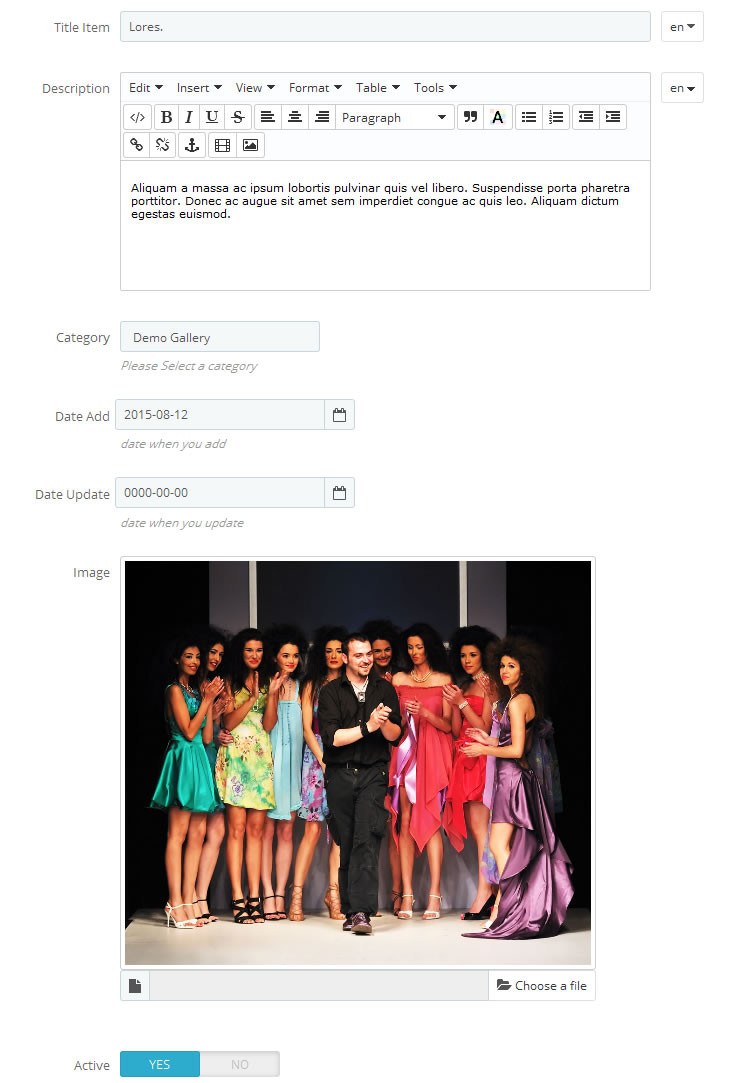 Title Item Lores. en
Description Edit Insert View Format Table Tools en
B I U S Paragraph A
Aliquam a massa ac ipsum lobortis pulvinar quis vel libero. Suspendisse porta pharetra
porttitor. Donec ac augue sit amet sem imperdiet congue ac quis leo. Aliquam dictum
egestas euismod.
Category Demo Gallery
Please Select a category
Date Add 2015-08-12
date when you add
Date Update 0000-00-00
date when you update
Image
Choose a file
Active YES NO